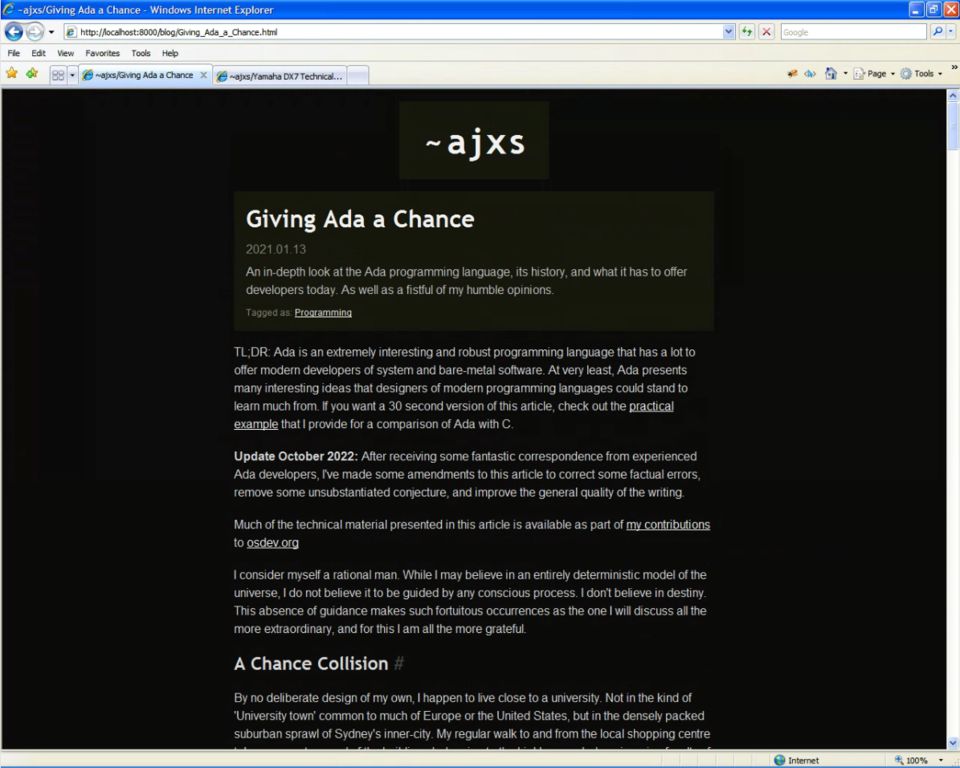 ~ajxs/Giving Ada a Chance - Windows Internet Explorer
http://localhost:8000/blog/Giving_Ada_a_Chance.html
Google
File Edit View Favorites Tools Help
~ajxs/Giving Ada a Chance
~ajxs/Yamaha DX7 Technical...
Page
Tools
~ajxs
Giving Ada a Chance
2021.01.13
An in-depth look at the Ada programming language, its history, and what it has to offer
developers today. As well as a fistful of my humble opinions.
Tagged as: Programming
TL;DR: Ada is an extremely interesting and robust programming language that has a lot to
offer modern developers of system and bare-metal software. At very least, Ada presents
many interesting ideas that designers of modern programming languages could stand to
learn much from. If you want a 30 second version of this article, check out the practical
example that I provide for a comparison of Ada with C.
Update October 2022: After receiving some fantastic correspondence from experienced
Ada developers, I've made some amendments to this article to correct some factual errors,
remove some unsubstantiated conjecture, and improve the general quality of the writing.
Much of the technical material presented in this article is available as part of my contributions
to osdev.org
I consider myself a rational man. While I may believe in an entirely deterministic model of the
universe, I do not believe it to be guided by any conscious process. I don't believe in destiny.
This absence of guidance makes such fortuitous occurrences as the one I will discuss all the
more extraordinary, and for this I am all the more grateful.
A Chance Collision #
By no deliberate design of my own, I happen to live close to a university. Not in the kind of
'University town' common to much of Europe or the United States, but in the densely packed
suburban sprawl of Sydney's inner-city. My regular walk to and from the local shopping centre
Internet
100%